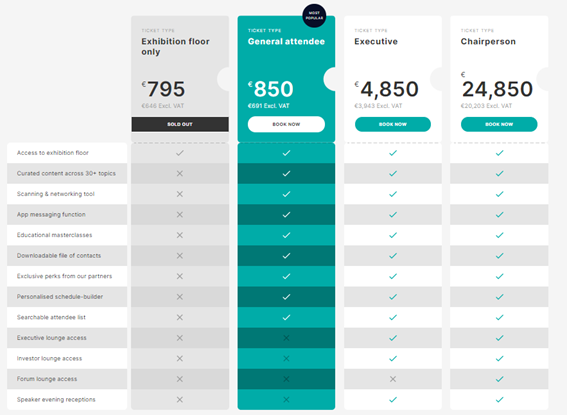 MOST
POPULAR
TICKET TYPE
Exhibition floor
only
€795
€646 Excl. VAT
SOLD OUT
TICKET TYPE
General attendee
€850
€691 Excl. VAT
BOOK NOW
TICKET TYPE
Executive
€4,850
€3,943 Excl. VAT
BOOK NOW
TICKET TYPE
Chairperson
€
24,850
€20,203 Excl. VAT
BOOK NOW
Access to exhibition floor
Curated content across 30+ topics
Scanning & networking tool
App messaging function
Educational masterclasses
Downloadable file of contacts
Exclusive perks from our partners
Personalised schedule-builder
Searchable attendee list
Executive lounge access
Investor lounge access
Forum lounge access
Speaker evening receptions